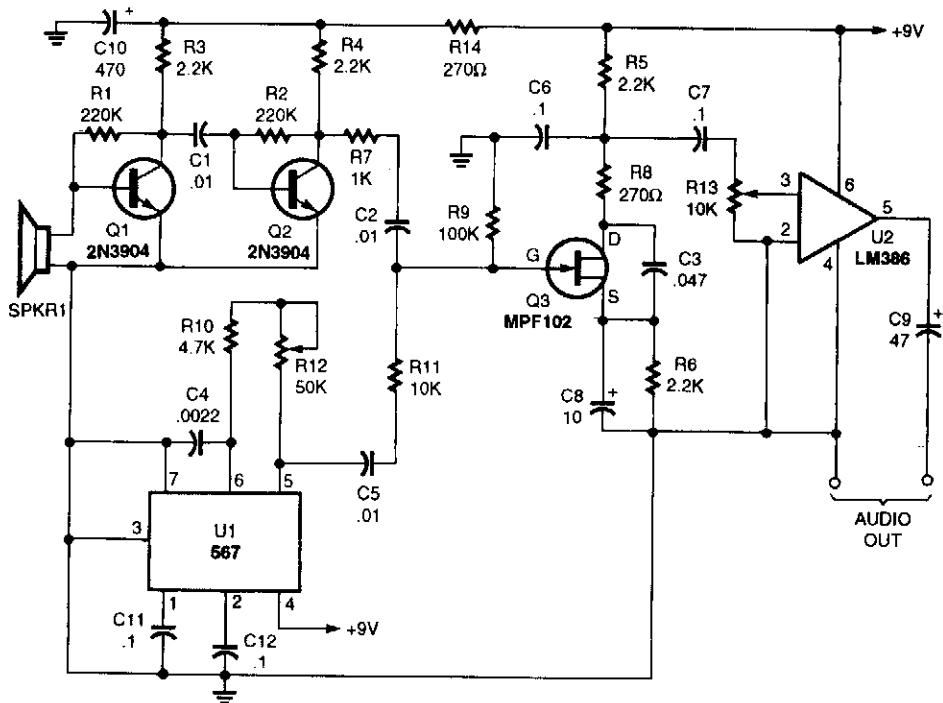 C10
470
+
R3
2.2K
R4
2.2K
R14
270Ω
+9V
R5
2.2K
R1
220K
R2
220K
C1
.01
R7
1K
C6
.1
C7
.1
R8
270Ω
R13
10K
3
6
2
5
4
U2
LM386
Q1
2N3904
Q2
2N3904
C2
.01
R9
100K
G
D
S
Q3
MPF102
C3
.047
SPKR1
R10
4.7K
R12
50K
R11
10K
C8
10
+
R6
2.2K
C9
47
+
C4
.0022
7
6
5
C5
.01
3
U1
567
1
2
4
AUDIO
OUT
C11
.1
C12
.1
+9V